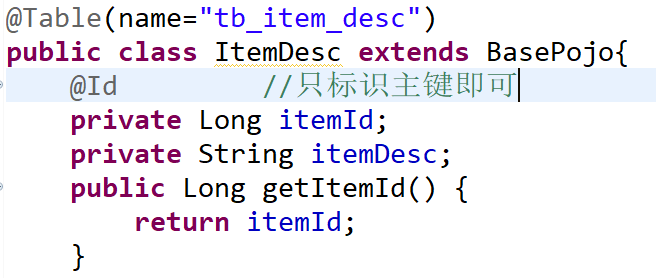 @Table(name="tb_item_desc")
public class ItemDesc extends BasePojo{
    @Id         //只标识主键即可
    private Long itemId;
    private String itemDesc;
    public Long getItemId() {
        return itemId;
    }